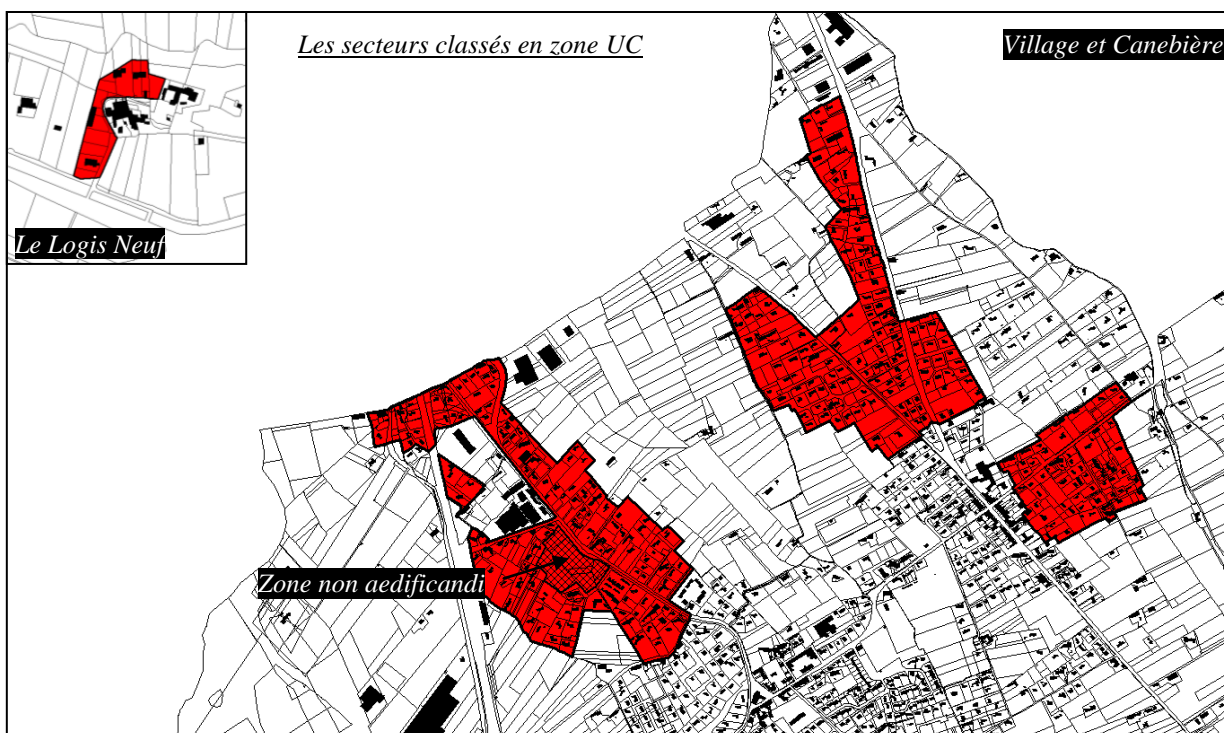 Les secteurs classés en zone UC
Village et Canebière
Le Logis Neuf
Zone non aedificandi